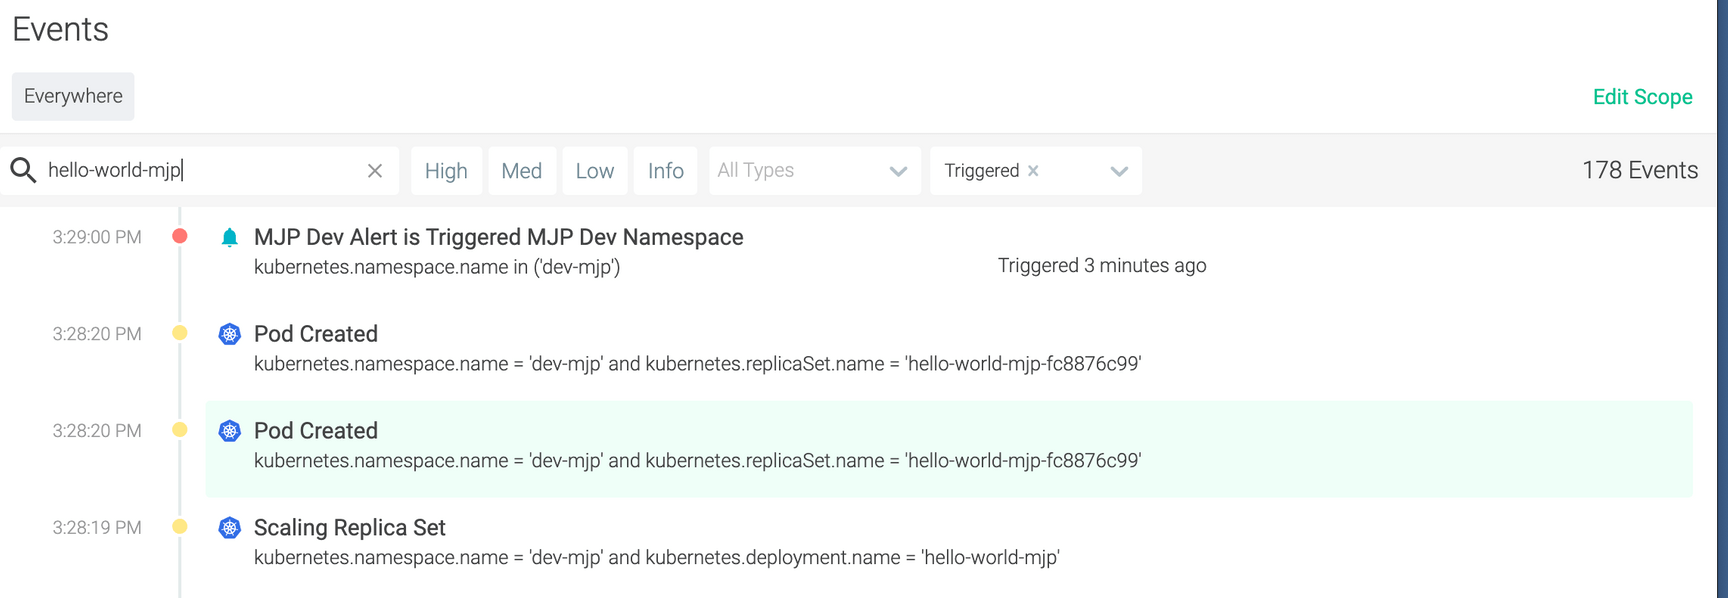 Events
Everywhere
Edit Scope
hello-world-mjp
High
Med
Low
Info
All Types
Triggered
178 Events
3:29:00 PM
MJP Dev Alert is Triggered MJP Dev Namespace
kubernetes.namespace.name in ('dev-mjp')
Triggered 3 minutes ago
3:28:20 PM
Pod Created
kubernetes.namespace.name = 'dev-mjp' and kubernetes.replicaSet.name = 'hello-world-mjp-fc8876c99'
3:28:20 PM
Pod Created
kubernetes.namespace.name = 'dev-mjp' and kubernetes.replicaSet.name = 'hello-world-mjp-fc8876c99'
3:28:19 PM
Scaling Replica Set
kubernetes.namespace.name = 'dev-mjp' and kubernetes.deployment.name = 'hello-world-mjp'